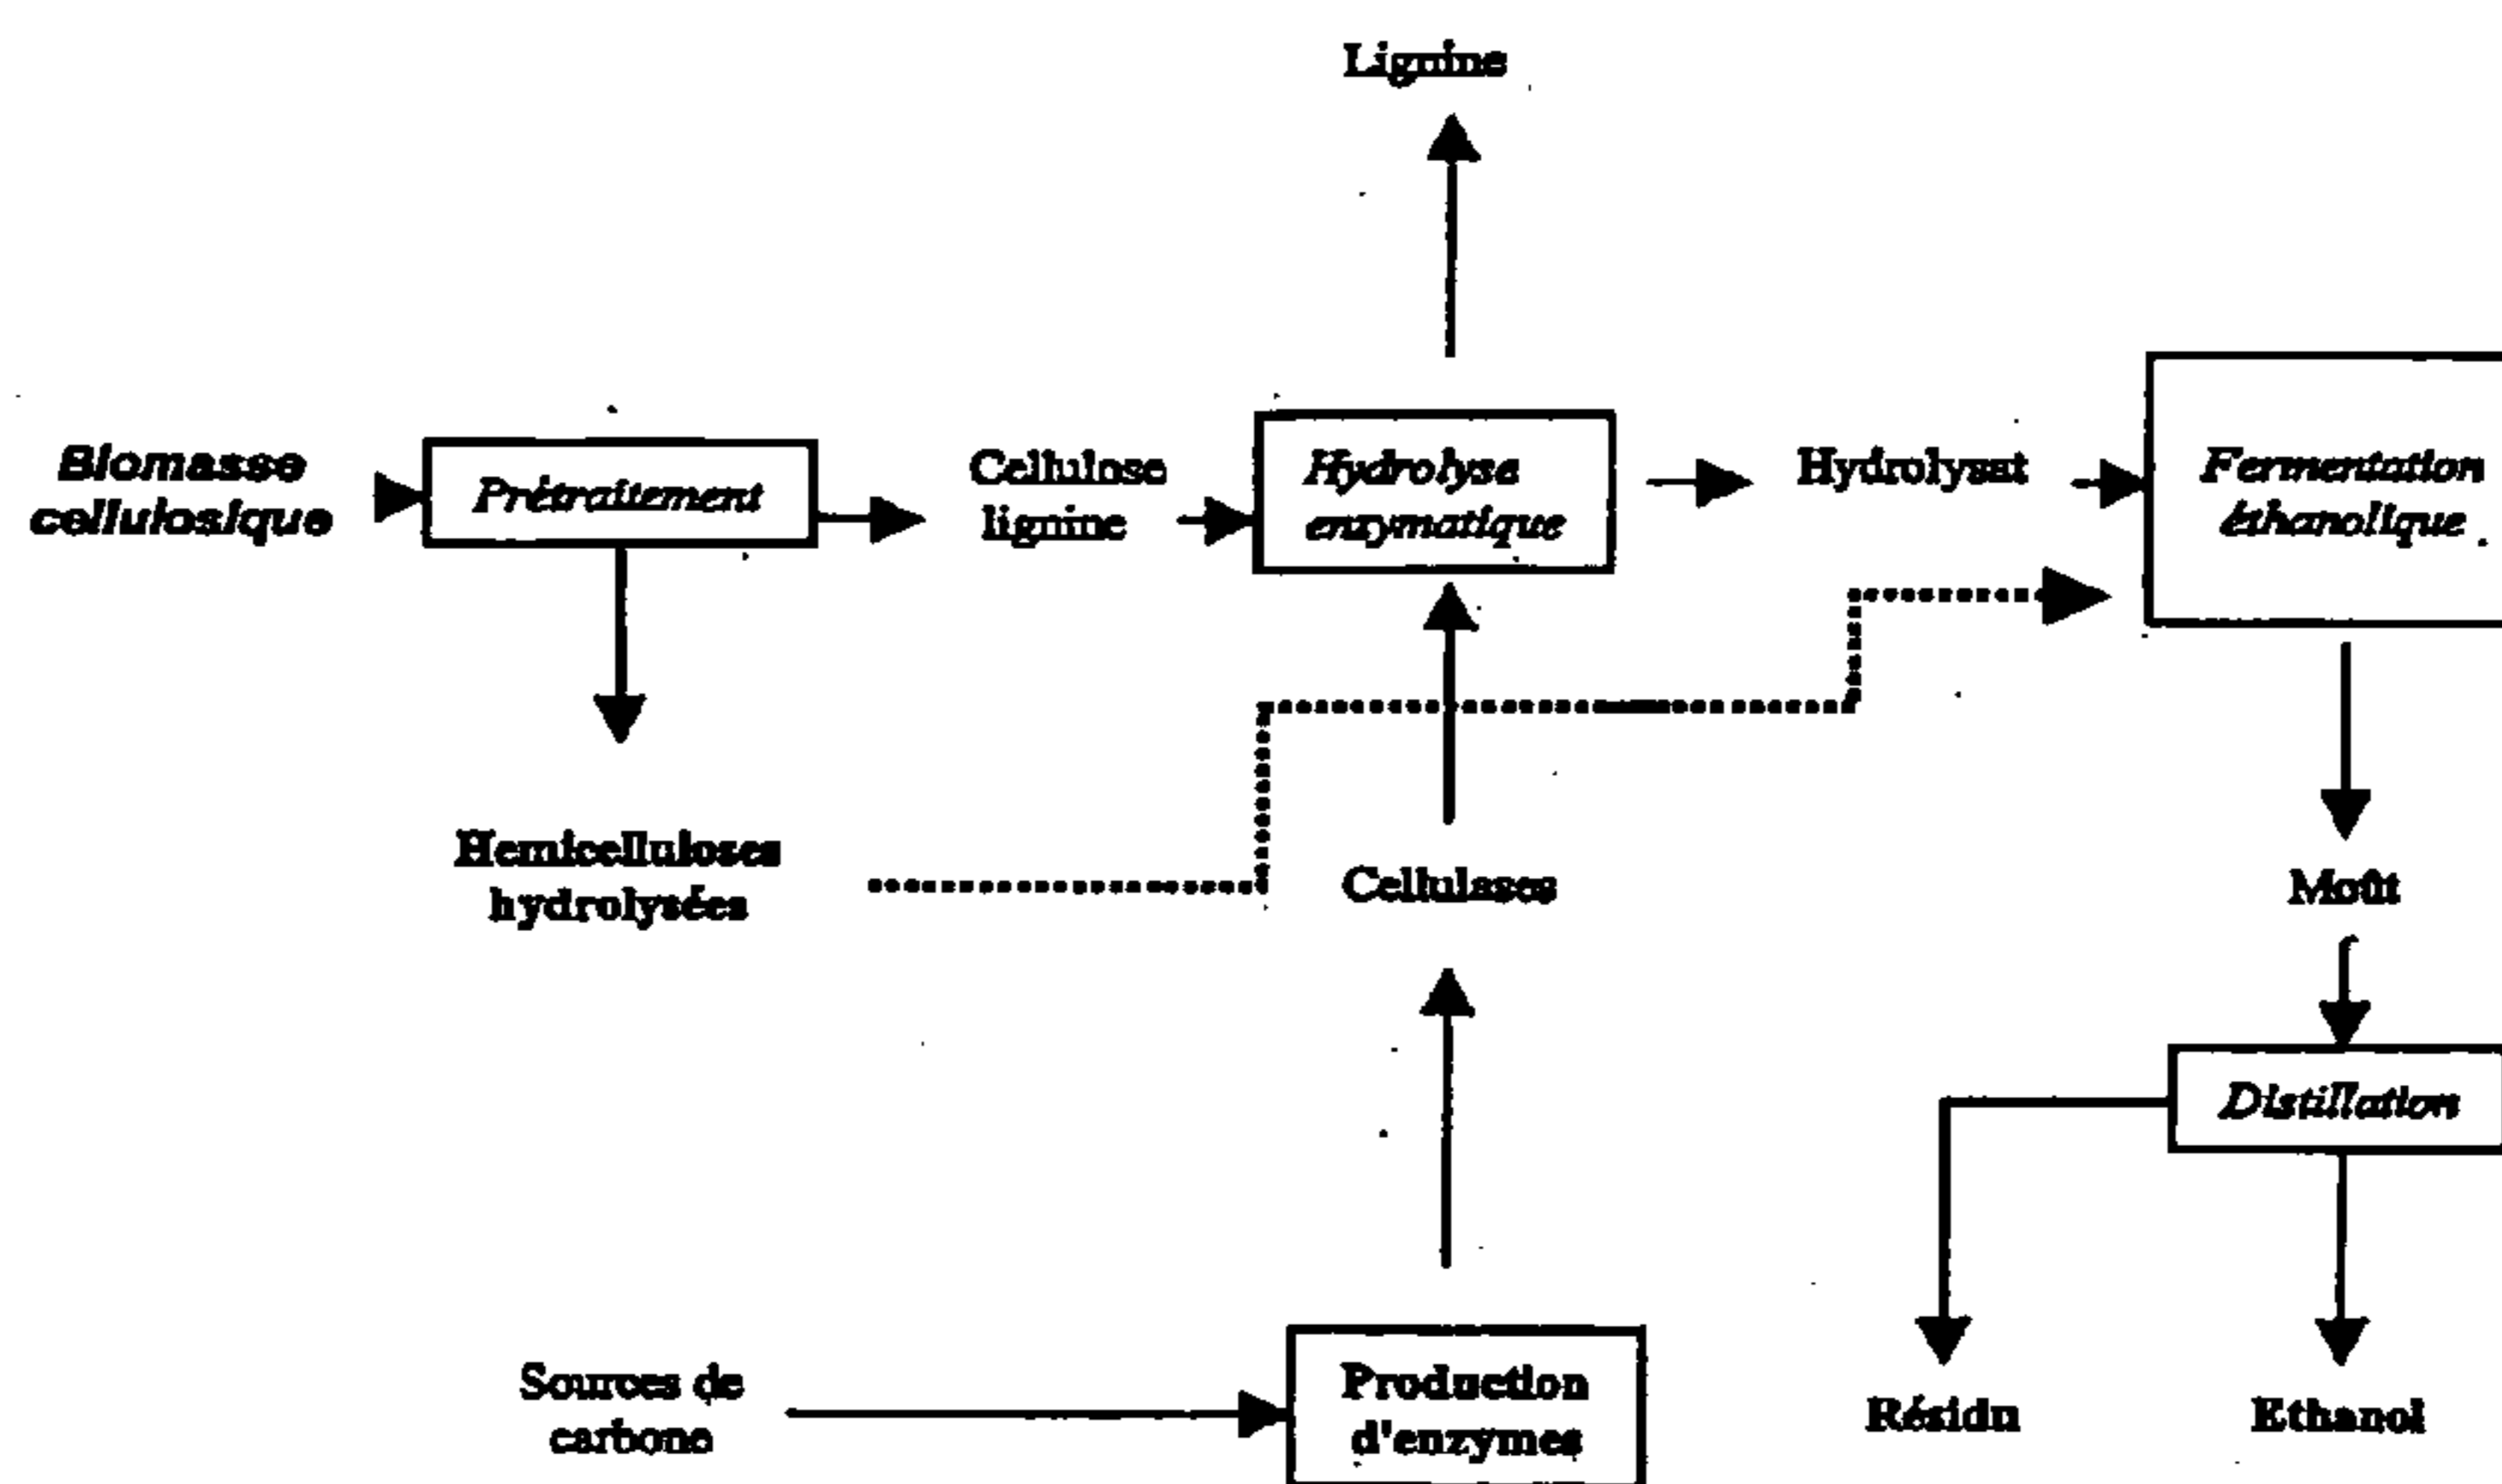 Lignine
Biomasse
cellulosique
Prétraitement
Cellulose
lignine
Hydrolyse
enzymatique
Hydrolysat
Fermentation
éthanolique
Hemicelluloses
hydrolysées
Cellulases
Moût
Distillation
Sources de
carbone
Production
d'enzymes
Résidu
Ethanol